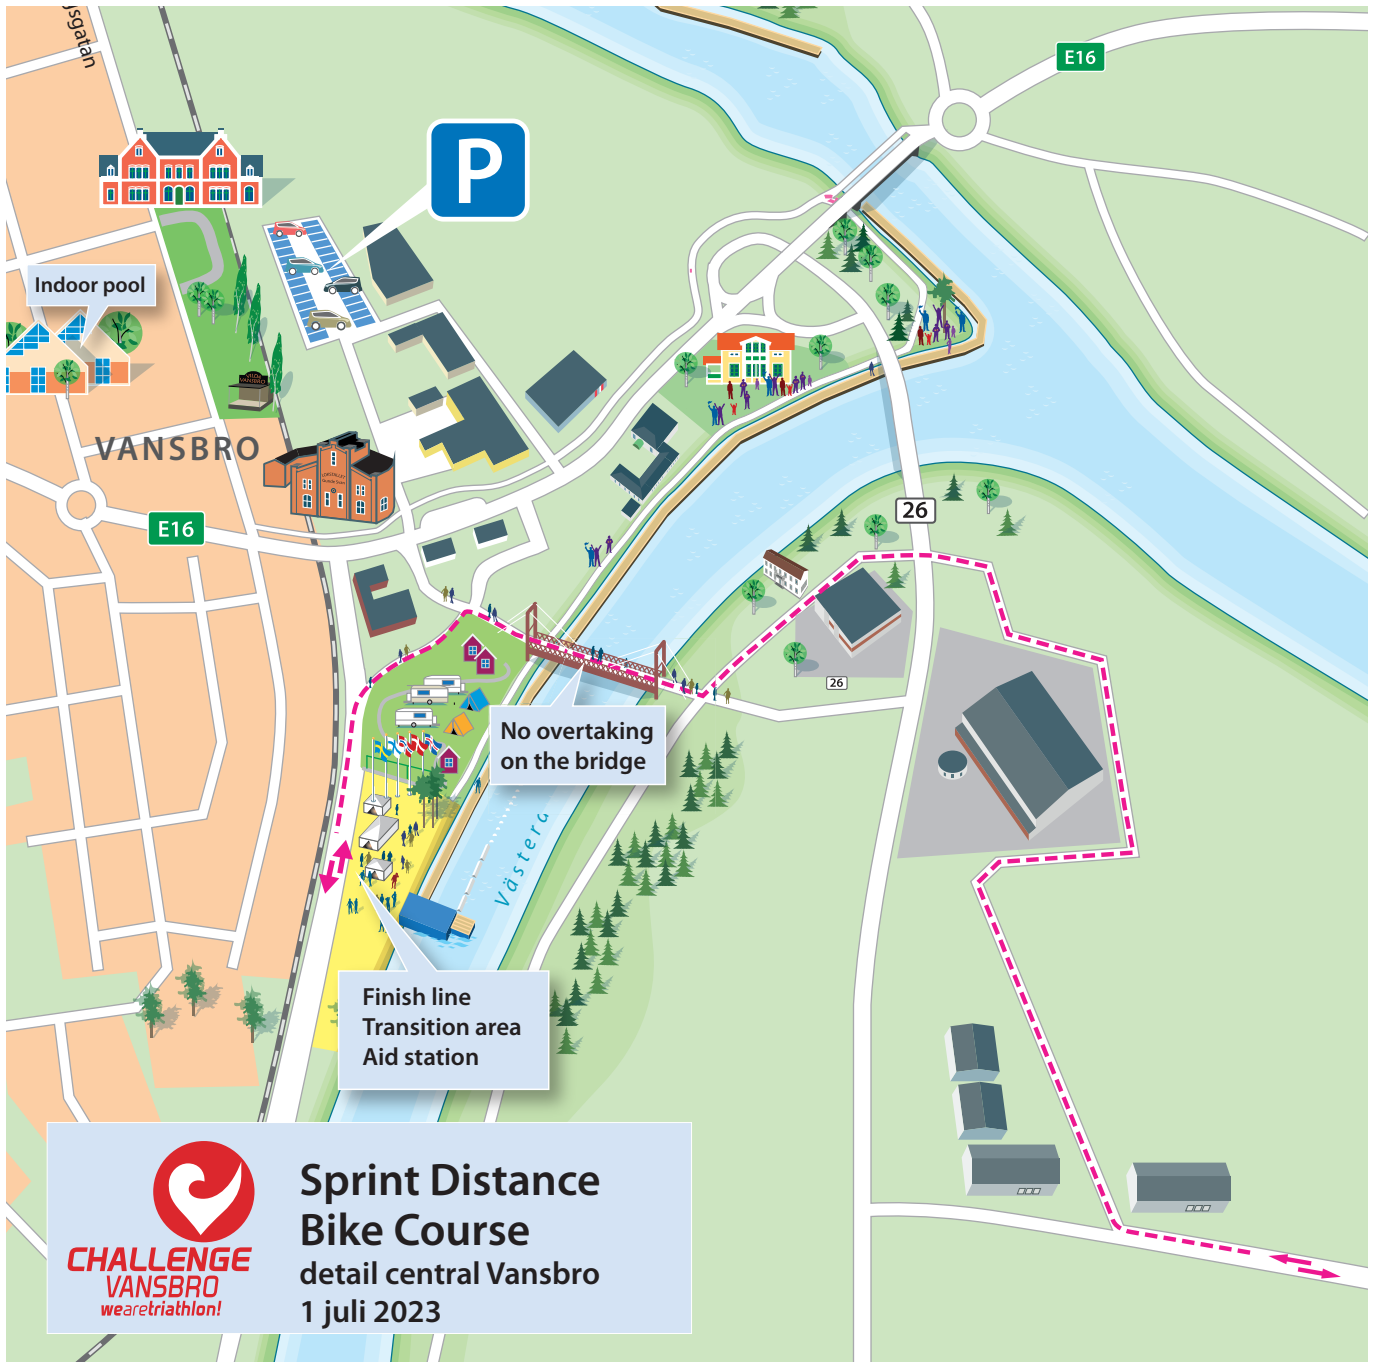 gsgatan
E16
P
Indoor pool
VANSBRO
E16
26
26
No overtaking
on the bridge
Västera
Finish line
Transition area
Aid station
Sprint Distance
Bike Course
detail central Vansbro
1 juli 2023
CHALLENGE
VANSBRO
wearetriathlon!